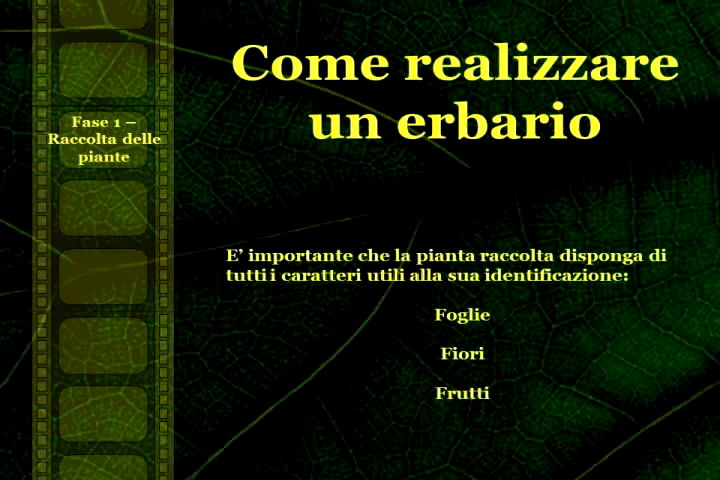 Come realizzare
un erbario
Fase 1 –
Raccolta delle
piante
E’ importante che la pianta raccolta disponga di
tutti i caratteri utili alla sua identificazione:
Foglie
Fiori
Frutti